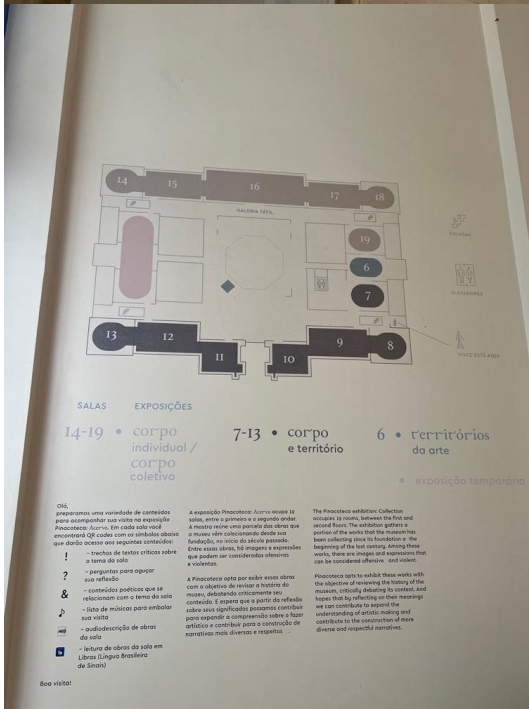 14
15
16
17
18
GALERIA TÁTIL
19
6
7
ESCADAS
ELEVADORES
VOCÊ ESTÁ AQUI
13
12
11
10
9
8
SALAS EXPOSIÇÕES
14-19 • corpo
individual /
corpo
coletivo
7-13 • corpo
e território
6 • territórios
da arte
• exposição temporária
Olá,
preparamos uma variedade de conteúdos
para acompanhar sua visita na exposição
Pinacoteca: Acervo. Em cada sala você
encontrará QR codes com os símbolos abaixo
que darão acesso aos seguintes conteúdos:
! – trechos de textos críticos sobre
o tema da sala
? – perguntas para aguçar
sua reflexão
& – conteúdos poéticos que se
relacionam com o tema da sala
♪ – lista de músicas para embalar
sua visita
– audiodescrição de obras
da sala
– leitura de obras da sala em
Libras (Língua Brasileira
de Sinais)
Boa visita!
A exposição Pinacoteca: Acervo ocupa 19
salas, entre o primeiro e o segundo andar.
A mostra reúne uma parcela das obras que
o museu vêm colecionando desde sua
fundação, no início do século passado.
Entre essas obras, há imagens e expressões
que podem ser consideradas ofensivas
e violentas.
A Pinacoteca opta por exibir essas obras
com o objetivo de revisar a história do
museu, debatendo criticamente seu
conteúdo. E espera que a partir da reflexão
sobre seus significados possamos contribuir
para expandir a compreensão sobre o fazer
artístico e contribuir para a construção de
narrativas mais diversas e respeitos
The Pinacoteca exhibition: Collection
occupies 19 rooms, between the first and
second floors. The exhibition gathers a
portion of the works that the museum has
been collecting since its foundation a the
beginning of the last century. Among these
works, there are images and expressions that
can be considered offensive and violent.
Pinacoteca opts to exhibit these works with
the objective of reviewing the history of the
museum, critically debating its content. And
hopes that by reflecting on their meanings
we can contribute to expand the
understanding of artistic making and
contribute to the construction of more
diverse and respectful narratives.